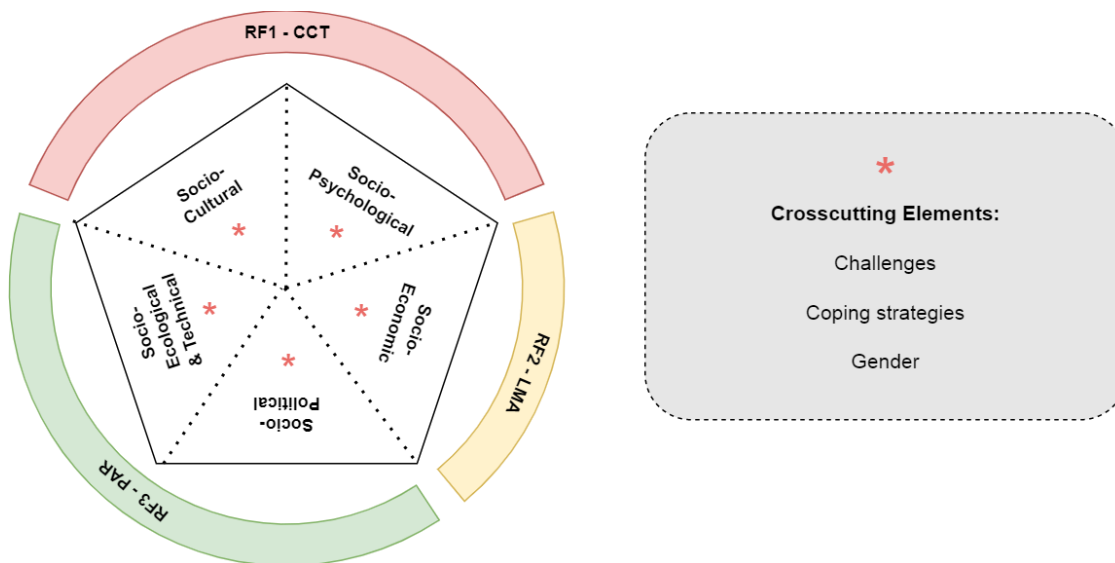 RF1 - CCT
Socio-
Cultural
Socio-
Psychological
*
*
Socio-
Ecological
& Technical
*
Socio-
Economic
*
Socio-
Political
*
RF2 - LMA
RF3 - PAR
*
Crosscutting Elements:
Challenges
Coping strategies
Gender